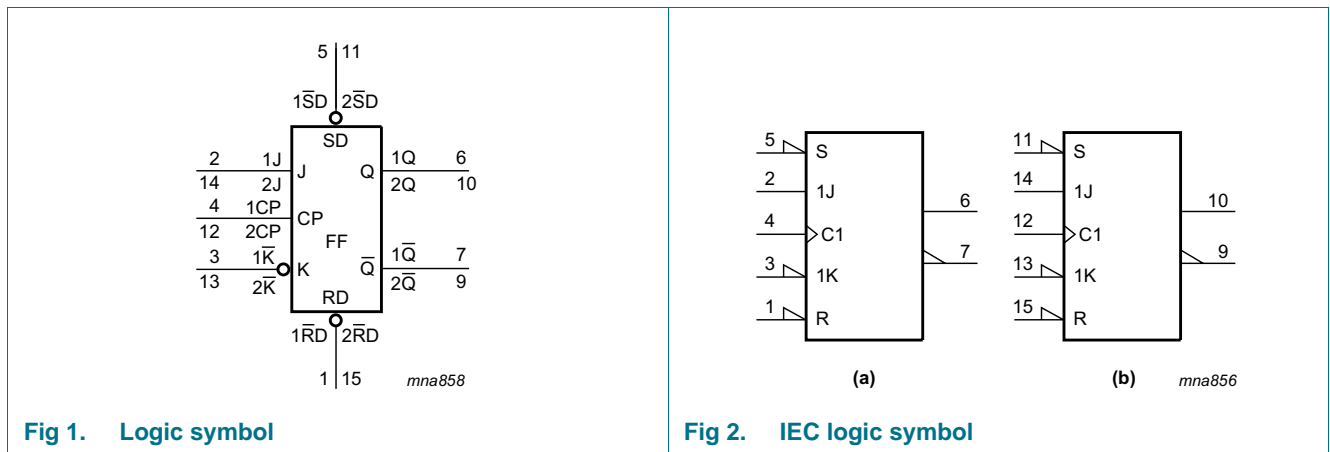 5 11
1S̅D 2S̅D
SD
2 1J J Q 1Q 6
14 2J 2Q 10
4 1CP CP
12 2CP
FF
3 1K̅ K Q̅ 1Q̅ 7
13 2K̅ 2Q̅ 9
RD
1R̅D 2R̅D
1 15
mna858
Fig 1. Logic symbol
5 S
2 1J
6
4 C1
7
3 1K
1 R
(a)
11 S
14 1J
10
12 C1
9
13 1K
15 R
(b)
mna856
Fig 2. IEC logic symbol